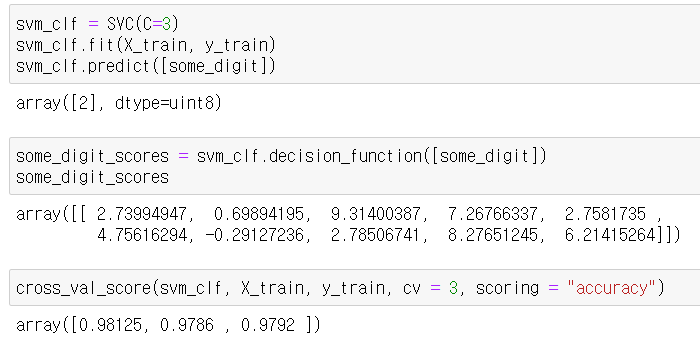 svm_clf = SVC(C=3)
svm_clf.fit(X_train, y_train)
svm_clf.predict([some_digit])
array([2], dtype=uint8)
some_digit_scores = svm_clf.decision_function([some_digit])
some_digit_scores
array([[ 2.73994947,  0.69894195,  9.31400387,  7.26766337,  2.7581735 ,
4.75616294, -0.29127236,  2.78506741,  8.27651245,  6.21415264]])
cross_val_score(svm_clf, X_train, y_train, cv = 3, scoring = "accuracy")
array([0.98125, 0.9786 , 0.9792 ])